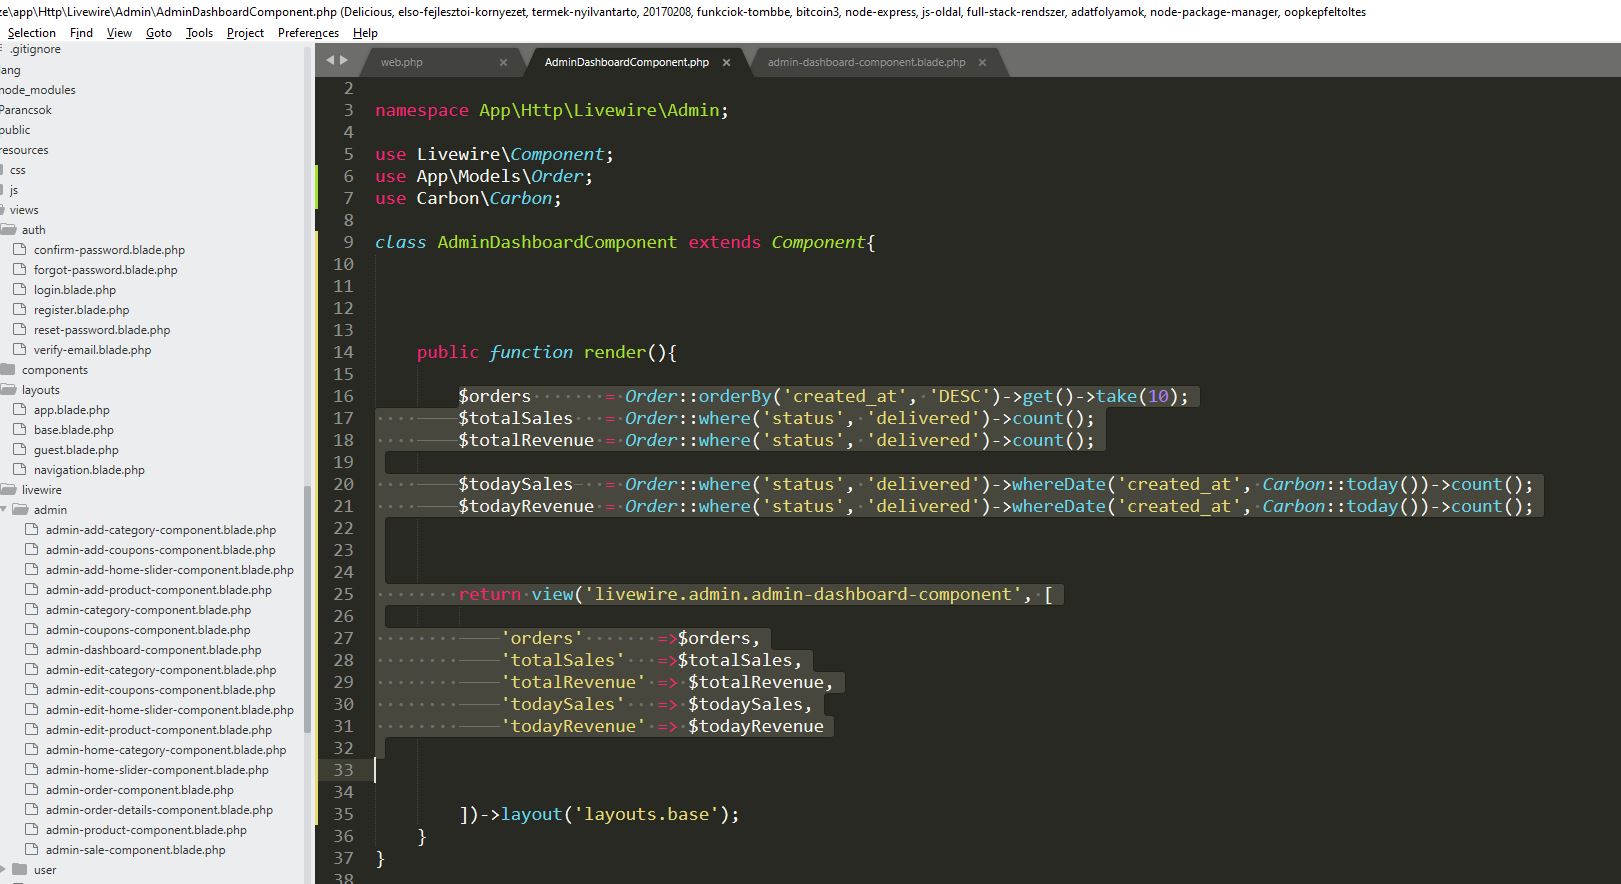 ze\app\Http\Livewire\Admin\AdminDashboardComponent.php (Delicious, elso-fejlesztoi-kornyezet, termek-nyilvantarto, 20170208, funkciok-tombbe, bitcoin3, node-express, js-oldal, full-stack-rendszer, adatfolyamok, node-package-manager, oopkepfeltoltes
Selection Find View Goto Tools Project Preferences Help
.gitignore
lang
node_modules
Parancsok
public
resources
css
js
views
auth
confirm-password.blade.php
forgot-password.blade.php
login.blade.php
register.blade.php
reset-password.blade.php
verify-email.blade.php
components
layouts
app.blade.php
base.blade.php
guest.blade.php
navigation.blade.php
livewire
admin
admin-add-category-component.blade.php
admin-add-coupons-component.blade.php
admin-add-home-slider-component.blade.php
admin-add-product-component.blade.php
admin-category-component.blade.php
admin-coupons-component.blade.php
admin-dashboard-component.blade.php
admin-edit-category-component.blade.php
admin-edit-coupons-component.blade.php
admin-edit-home-slider-component.blade.php
admin-edit-product-component.blade.php
admin-home-category-component.blade.php
admin-home-slider-component.blade.php
admin-order-component.blade.php
admin-order-details-component.blade.php
admin-product-component.blade.php
admin-sale-component.blade.php
user
web.php AdminDashboardComponent.php admin-dashboard-component.blade.php
2
3 namespace App\Http\Livewire\Admin;
4
5 use Livewire\Component;
6 use App\Models\Order;
7 use Carbon\Carbon;
8
9 class AdminDashboardComponent extends Component{
10
11
12
13
14 public function render(){
15
16 $orders = Order::orderBy('created_at', 'DESC')->get()->take(10);
17 $totalSales = Order::where('status', 'delivered')->count();
18 $totalRevenue = Order::where('status', 'delivered')->count();
19
20 $todaySales = Order::where('status', 'delivered')->whereDate('created_at', Carbon::today())->count();
21 $todayRevenue = Order::where('status', 'delivered')->whereDate('created_at', Carbon::today())->count();
22
23
24
25 return view('livewire.admin.admin-dashboard-component', [
26
27 'orders' =>$orders,
28 'totalSales' =>$totalSales,
29 'totalRevenue' => $totalRevenue,
30 'todaySales' => $todaySales,
31 'todayRevenue' => $todayRevenue
32
33
34
35 ])->layout('layouts.base');
36 }
37 }
38